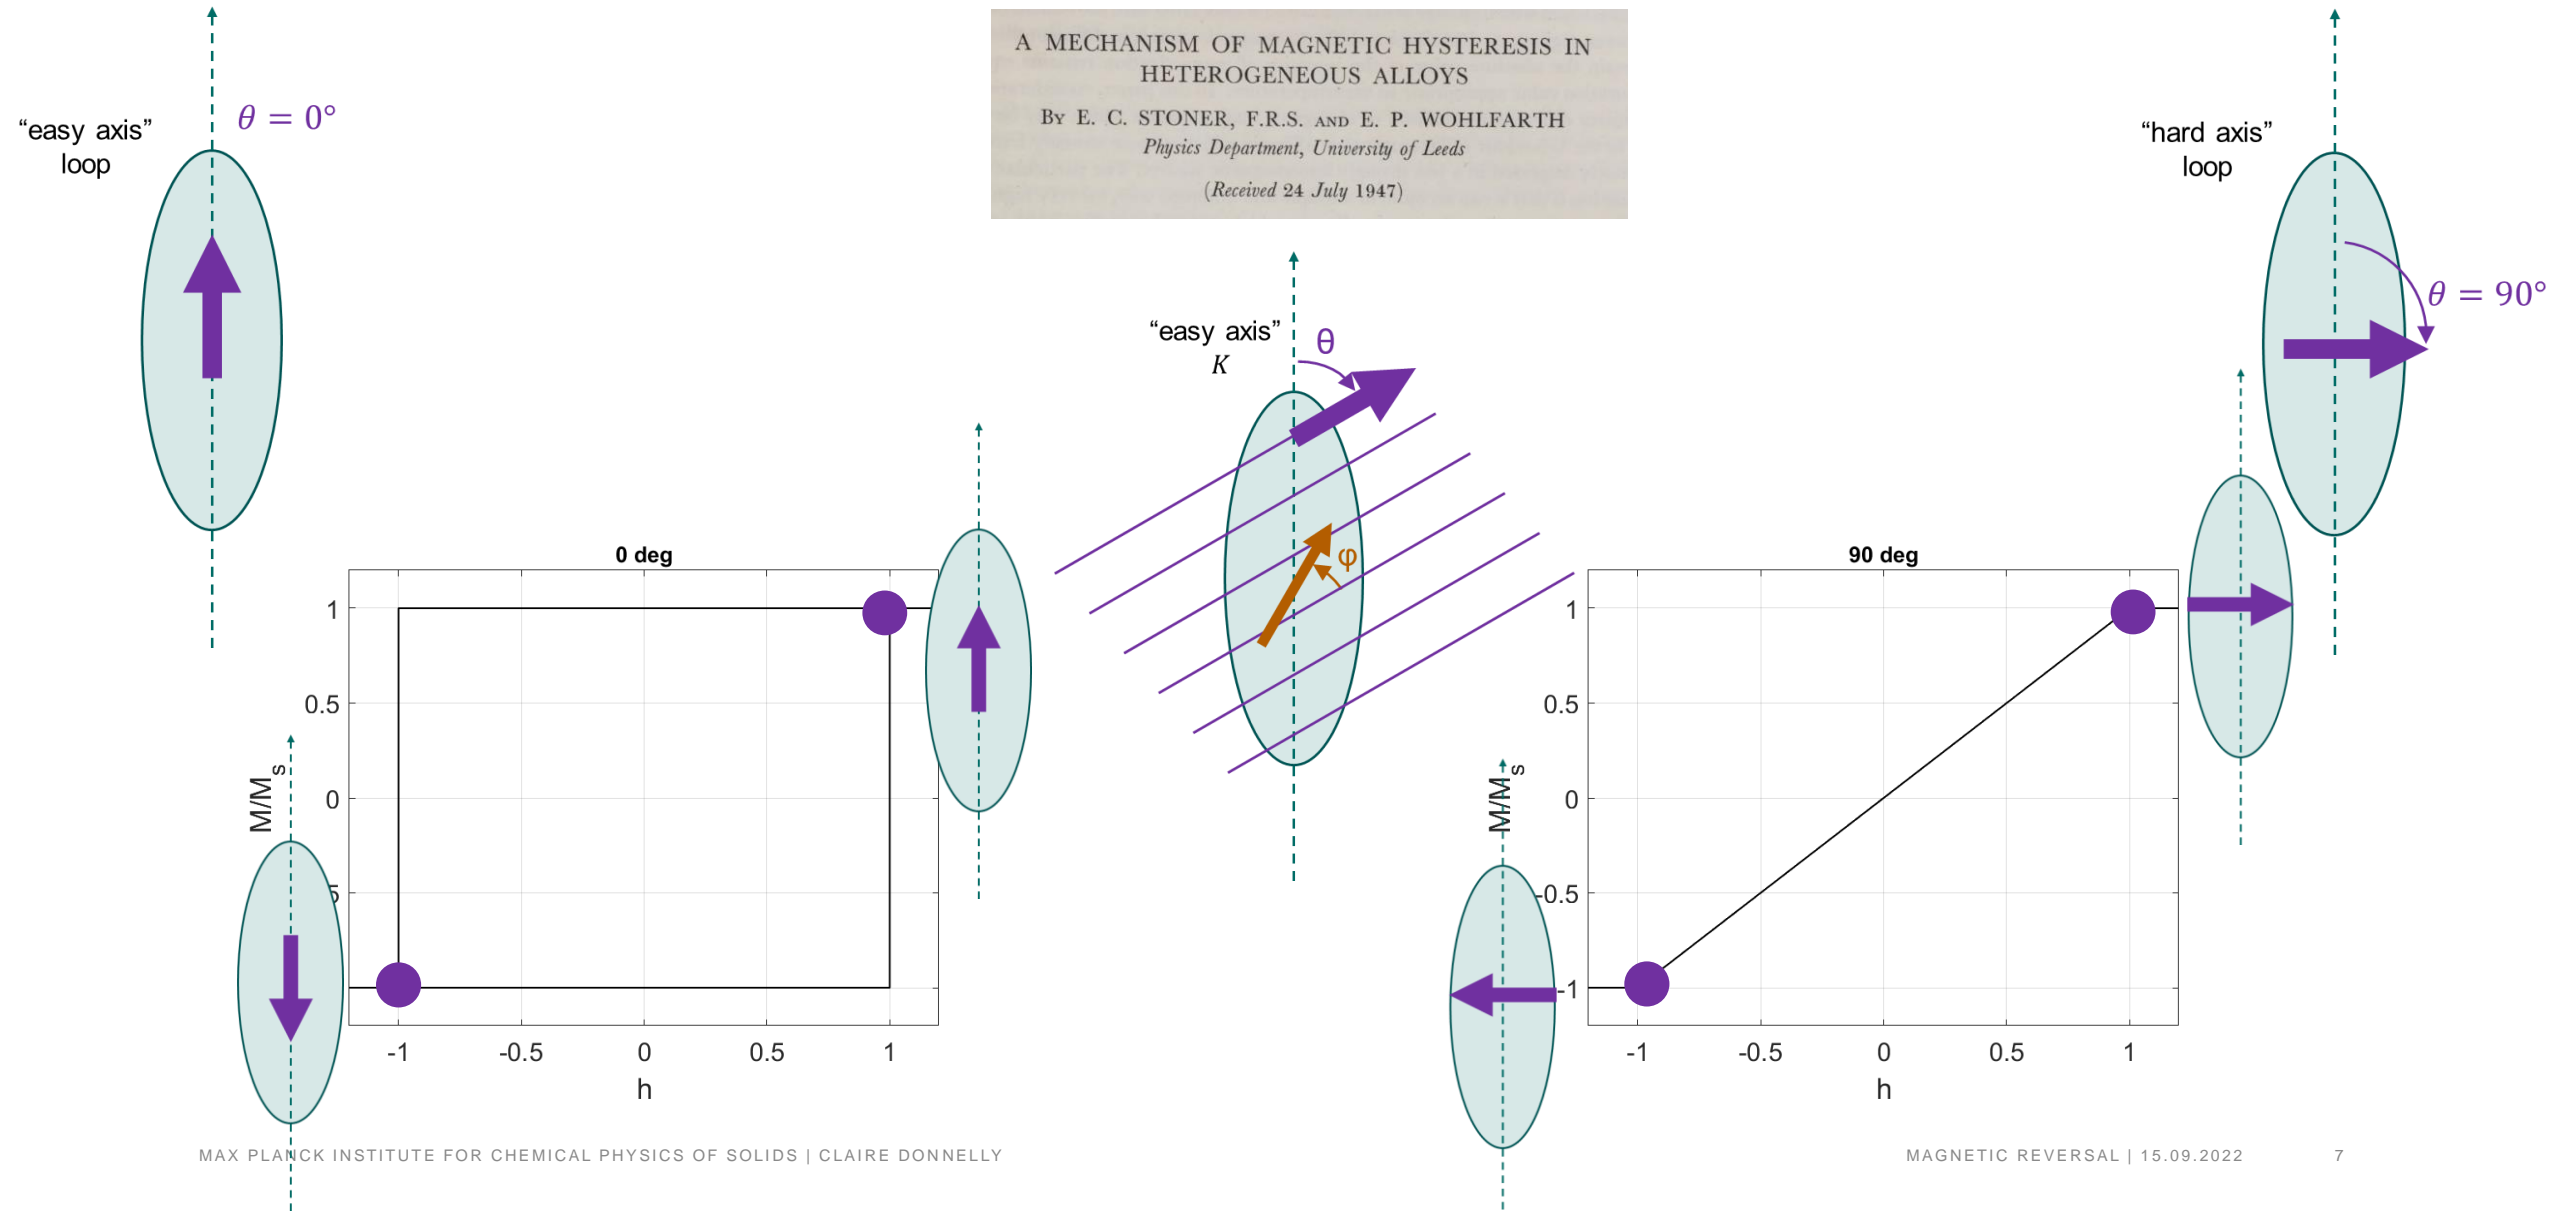 A MECHANISM OF MAGNETIC HYSTERESIS IN
HETEROGENEOUS ALLOYS
By E. C. STONER, F.R.S. AND E. P. WOHLFARTH
Physics Department, University of Leeds
(Received 24 July 1947)
“easy axis”
loop
θ = 0°
“easy axis”
K
θ
φ
“hard axis”
loop
θ = 90°
0 deg
1
0.5
0
5
M/Ms
-1
-0.5
0
0.5
1
h
90 deg
1
0.5
0
-0.5
-1
M/Ms
-1
-0.5
0
0.5
1
h
MAX PLANCK INSTITUTE FOR CHEMICAL PHYSICS OF SOLIDS | CLAIRE DONNELLY
MAGNETIC REVERSAL | 15.09.2022
7